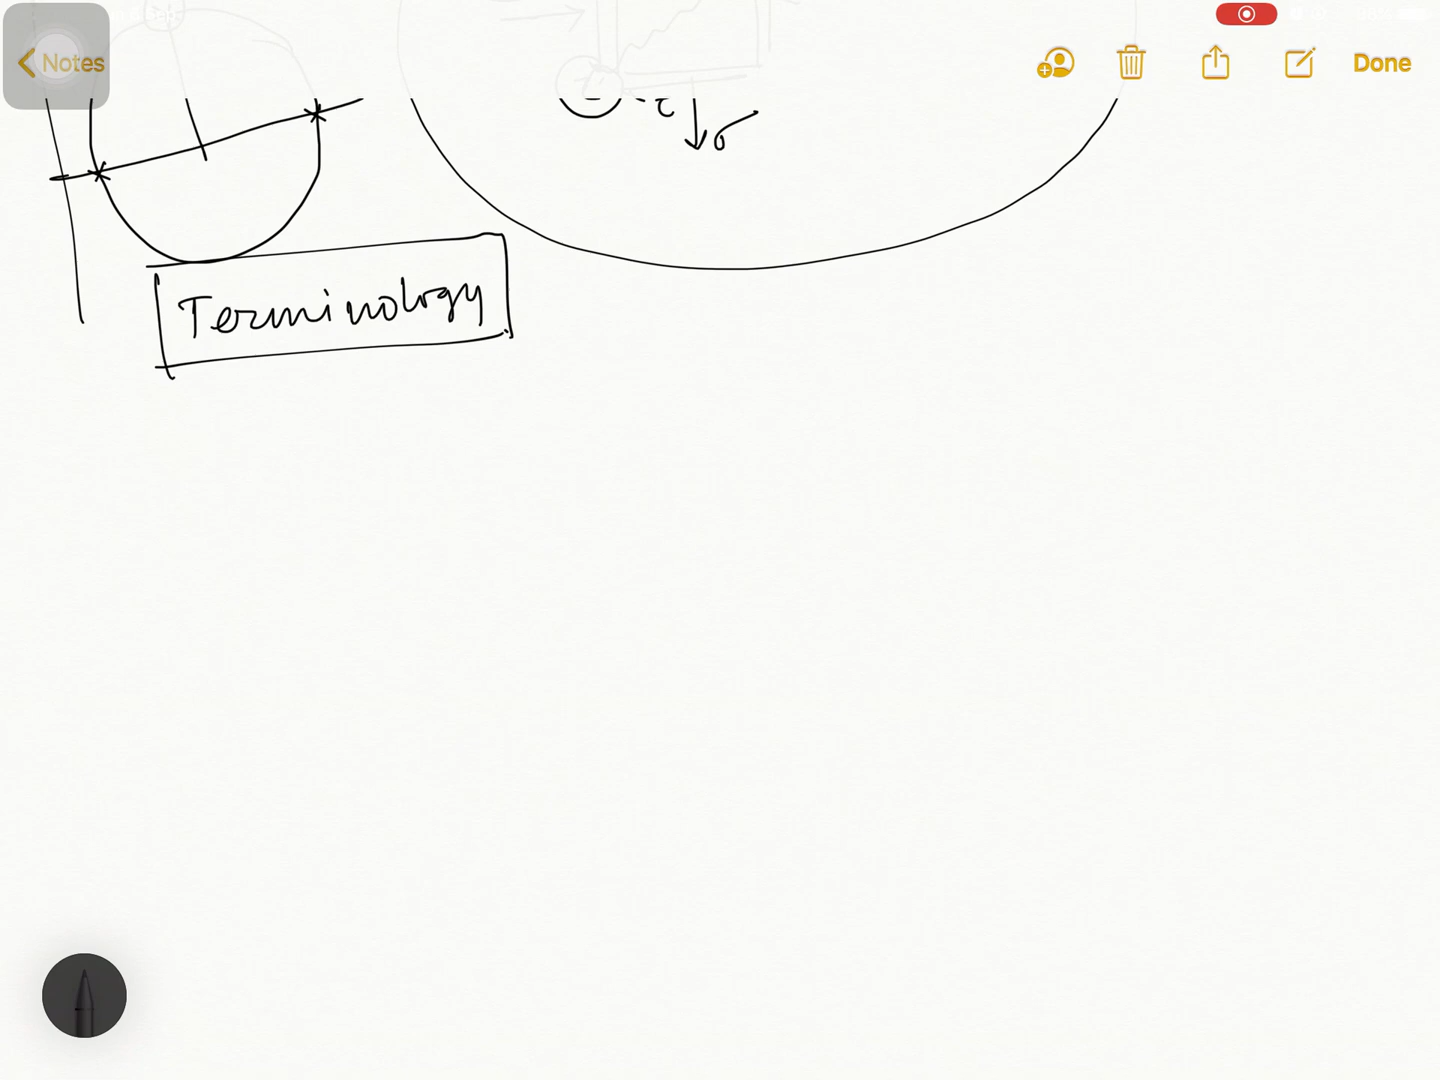 Notes
Done
τ
σ
Terminology